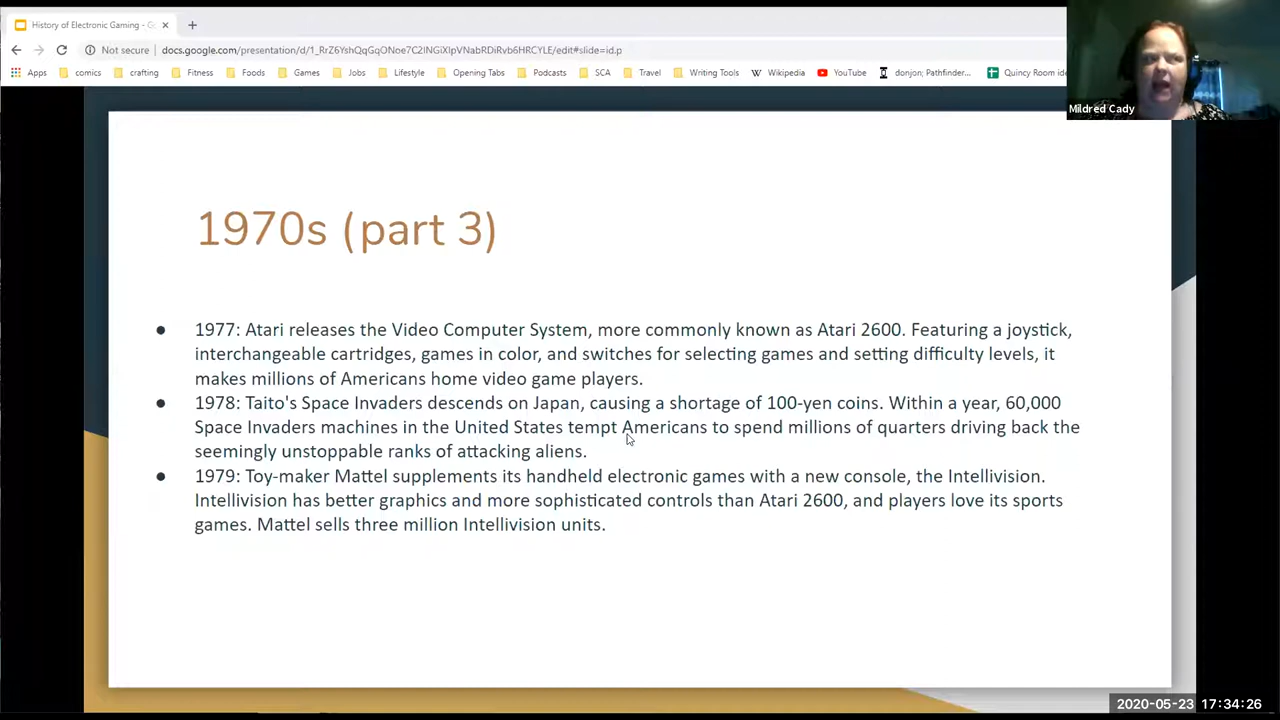 History of Electronic Gaming - G
Not secure
docs.google.com/presentation/d/1_RrZ6YshQqGqONoe7C2lNGiXlpVNabRDiRvb6HRCYLE/edit#slide=id.p
Apps comics crafting Fitness Foods Games Jobs Lifestyle Opening Tabs Podcasts SCA Travel Writing Tools Wikipedia YouTube donjon; Pathfinder... Quincy Room ide
Mildred Cady
1970s (part 3)
● 1977: Atari releases the Video Computer System, more commonly known as Atari 2600. Featuring a joystick,
interchangeable cartridges, games in color, and switches for selecting games and setting difficulty levels, it
makes millions of Americans home video game players.
● 1978: Taito's Space Invaders descends on Japan, causing a shortage of 100-yen coins. Within a year, 60,000
Space Invaders machines in the United States tempt Americans to spend millions of quarters driving back the
seemingly unstoppable ranks of attacking aliens.
● 1979: Toy-maker Mattel supplements its handheld electronic games with a new console, the Intellivision.
Intellivision has better graphics and more sophisticated controls than Atari 2600, and players love its sports
games. Mattel sells three million Intellivision units.
2020-05-23 17:34:26